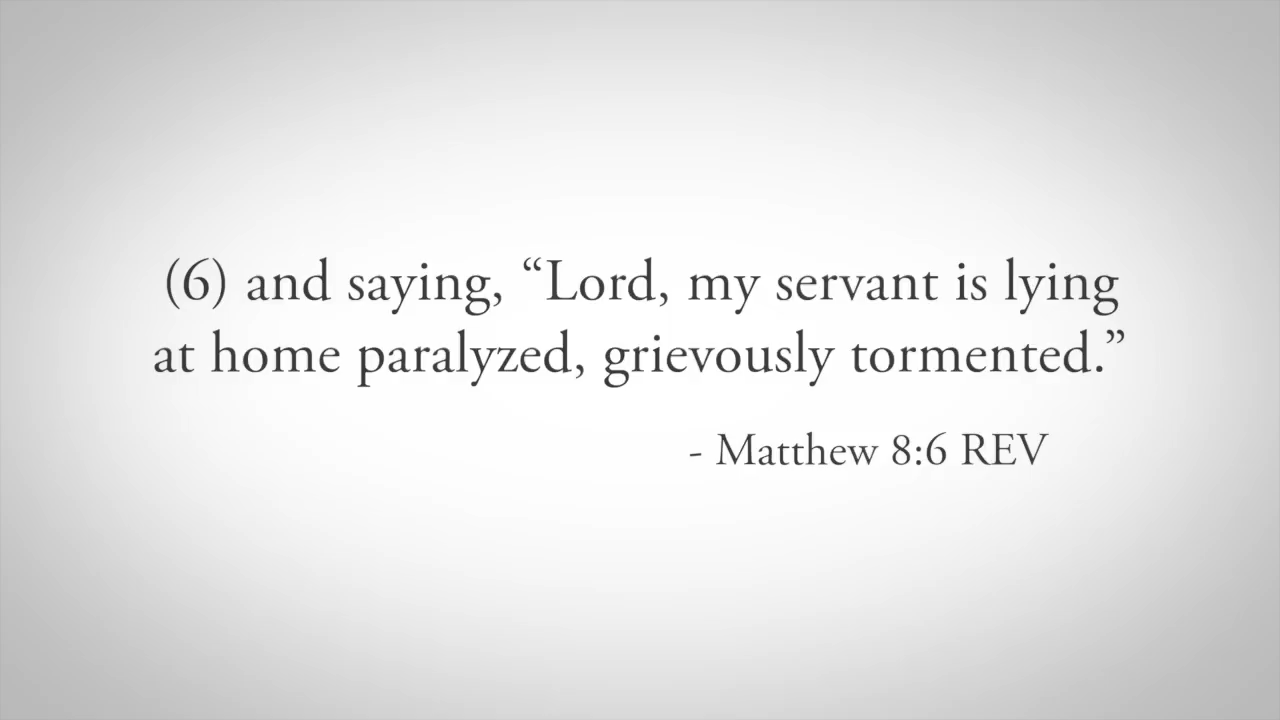 (6) and saying, “Lord, my servant is lying
at home paralyzed, grievously tormented.”
- Matthew 8:6 REV